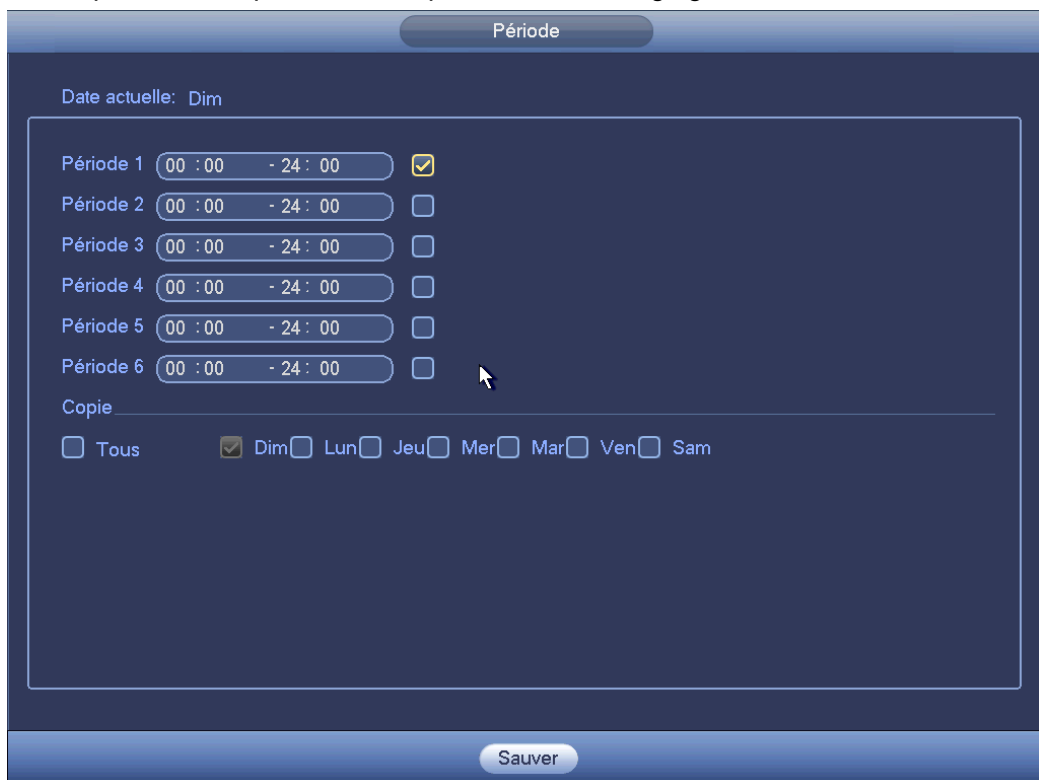 Période
Date actuelle: Dim
Période 1 00 :00 - 24 : 00
Période 2 00 :00 - 24 : 00
Période 3 00 :00 - 24 : 00
Période 4 00 :00 - 24 : 00
Période 5 00 :00 - 24 : 00
Période 6 00 :00 - 24 : 00
Copie
Tous Dim Lun Jeu Mer Mar Ven Sam
Sauver